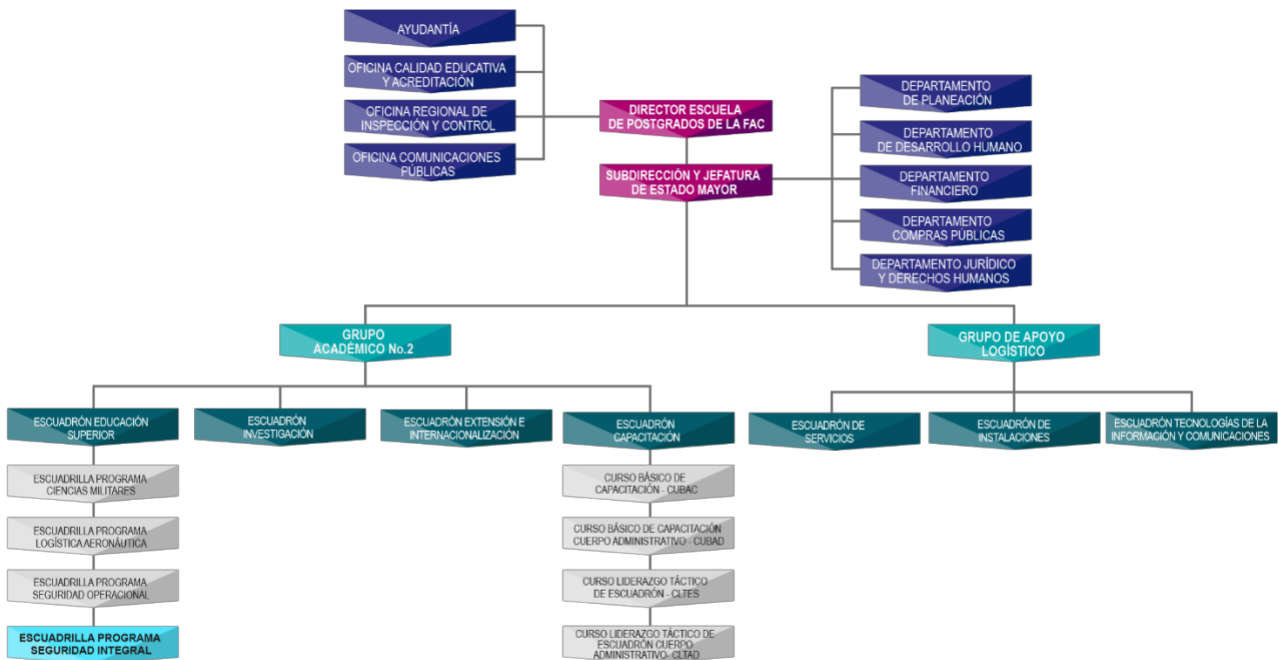 AYUDANTÍA
OFICINA CALIDAD EDUCATIVA
Y ACREDITACIÓN
OFICINA REGIONAL DE
INSPECCIÓN Y CONTROL
OFICINA COMUNICACIONES
PÚBLICAS
DIRECTOR ESCUELA
DE POSTGRADOS DE LA FAC
SUBDIRECCIÓN Y JEFATURA
DE ESTADO MAYOR
DEPARTAMENTO
DE PLANEACIÓN
DEPARTAMENTO
DE DESARROLLO HUMANO
DEPARTAMENTO
FINANCIERO
DEPARTAMENTO
COMPRAS PÚBLICAS
DEPARTAMENTO JURÍDICO
Y DERECHOS HUMANOS
GRUPO
ACADÉMICO No.2
GRUPO DE APOYO
LOGÍSTICO
ESCUADRÓN EDUCACIÓN
SUPERIOR
ESCUADRÓN
INVESTIGACIÓN
ESCUADRÓN EXTENSIÓN E
INTERNACIONALIZACIÓN
ESCUADRÓN
CAPACITACIÓN
ESCUADRÓN DE
SERVICIOS
ESCUADRÓN DE
INSTALACIONES
ESCUADRÓN TECNOLOGÍAS DE LA
INFORMACIÓN Y COMUNICACIONES
ESCUADRILLA PROGRAMA
CIENCIAS MILITARES
ESCUADRILLA PROGRAMA
LOGÍSTICA AERONÁUTICA
ESCUADRILLA PROGRAMA
SEGURIDAD OPERACIONAL
ESCUADRILLA PROGRAMA
SEGURIDAD INTEGRAL
CURSO BÁSICO DE
CAPACITACIÓN - CUBAC
CURSO BÁSICO DE CAPACITACIÓN
CUERPO ADMINISTRATIVO - CUBAD
CURSO LIDERAZGO TÁCTICO
DE ESCUADRÓN - CLTES
CURSO LIDERAZGO TÁCTICO DE
ESCUADRÓN CUERPO
ADMINISTRATIVO- CLTAD